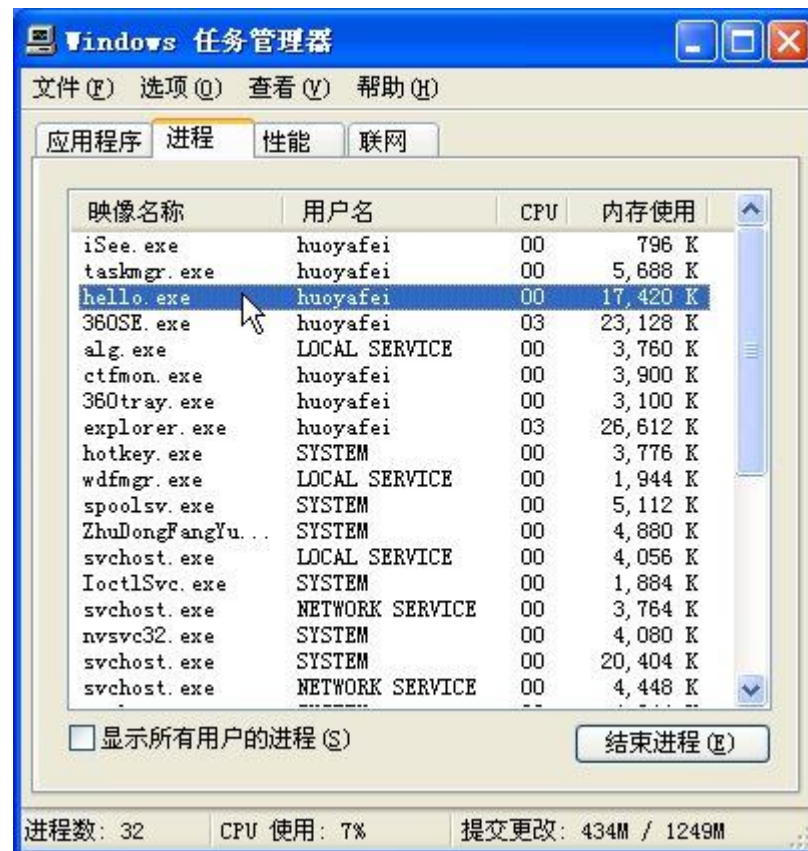 Windows 任务管理器
文件(F) 选项(O) 查看(V) 帮助(H)
应用程序 进程 性能 联网
映像名称 用户名 CPU 内存使用
iSee.exe huoyafei 00 796 K
taskmgr.exe huoyafei 00 5,688 K
hello.exe huoyafei 00 17,420 K
360SE.exe huoyafei 03 23,128 K
alg.exe LOCAL SERVICE 00 3,760 K
ctfmon.exe huoyafei 00 3,900 K
360tray.exe huoyafei 00 3,100 K
explorer.exe huoyafei 03 26,612 K
hotkey.exe SYSTEM 00 3,776 K
wdfmgr.exe LOCAL SERVICE 00 1,944 K
spoolsv.exe SYSTEM 00 5,112 K
ZhuDongFangYu... SYSTEM 00 4,880 K
svchost.exe LOCAL SERVICE 00 4,056 K
IoctlSvc.exe SYSTEM 00 1,884 K
svchost.exe NETWORK SERVICE 00 3,764 K
nvsvc32.exe SYSTEM 00 4,080 K
svchost.exe SYSTEM 00 20,404 K
svchost.exe NETWORK SERVICE 00 4,448 K
显示所有用户的进程(S) 结束进程(E)
进程数: 32 CPU 使用: 7% 提交更改: 434M / 1249M